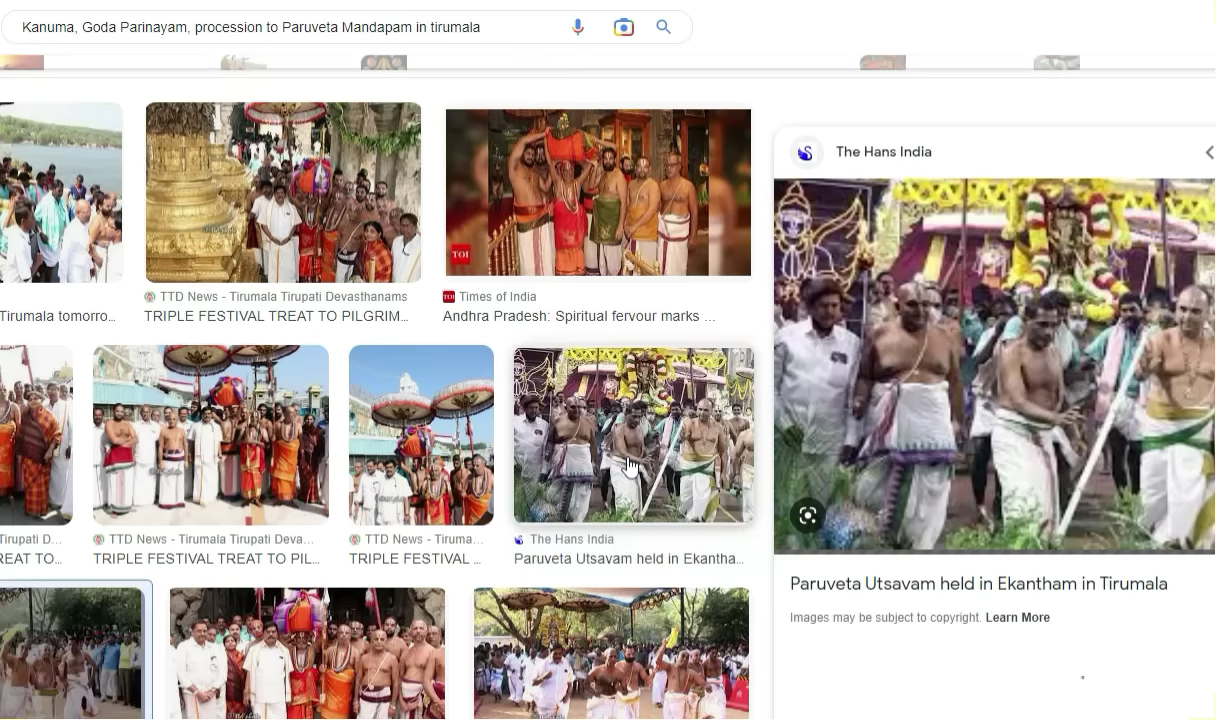 Kanuma, Goda Parinayam, procession to Paruveta Mandapam in tirumala
The Hans India
TOI
TTD News - Tirumala Tirupati Devasthanams
TOI Times of India
Tirumala tomorro...
TRIPLE FESTIVAL TREAT TO PILGRIM...
Andhra Pradesh: Spiritual fervour marks ...
Tirupati D...
TTD News - Tirumala Tirupati Deva...
TTD News - Tiruma...
The Hans India
REAT TO...
TRIPLE FESTIVAL TREAT TO PIL...
TRIPLE FESTIVAL ...
Paruveta Utsavam held in Ekantha...
Paruveta Utsavam held in Ekantham in Tirumala
Images may be subject to copyright. Learn More